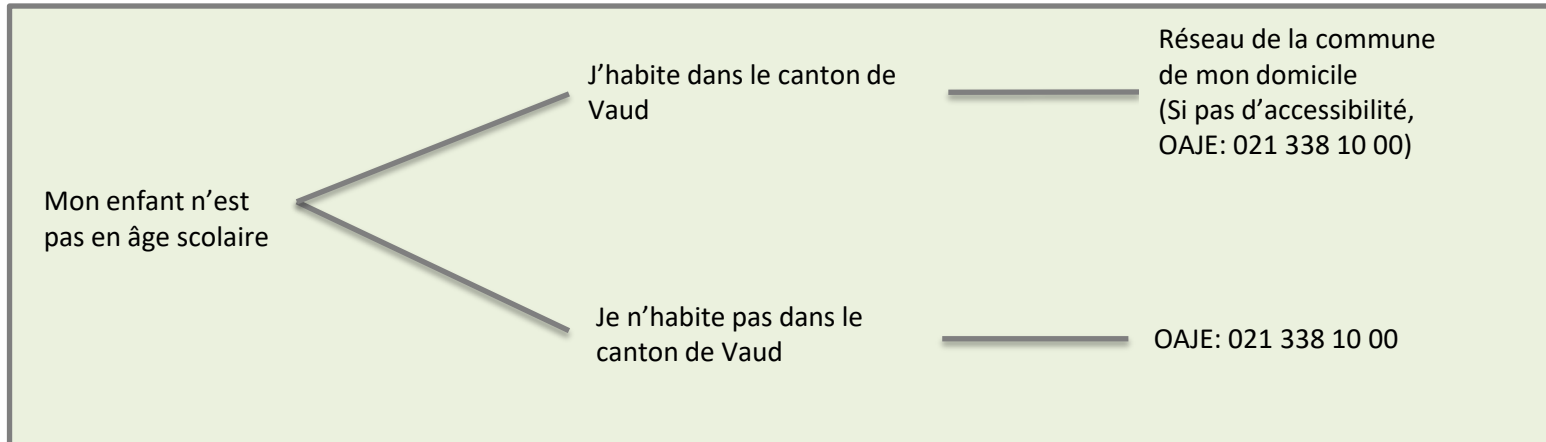 Mon enfant n’est
pas en âge scolaire
J’habite dans le canton de
Vaud
Réseau de la commune
de mon domicile
(Si pas d’accessibilité,
OAJE: 021 338 10 00)
Je n’habite pas dans le
canton de Vaud
OAJE: 021 338 10 00